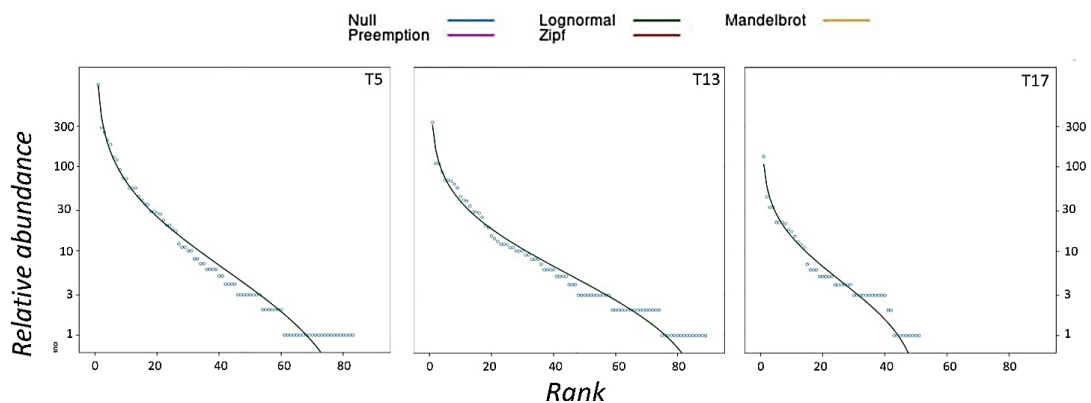 Null Lognormal Mandelbrot
Preemption Zipf
T5 T13 T17
300 300
100 100
30 30
10 10
3 3
1 1
0 20 40 60 80 0 20 40 60 80 0 20 40 60 80
Relative abundance
Rank